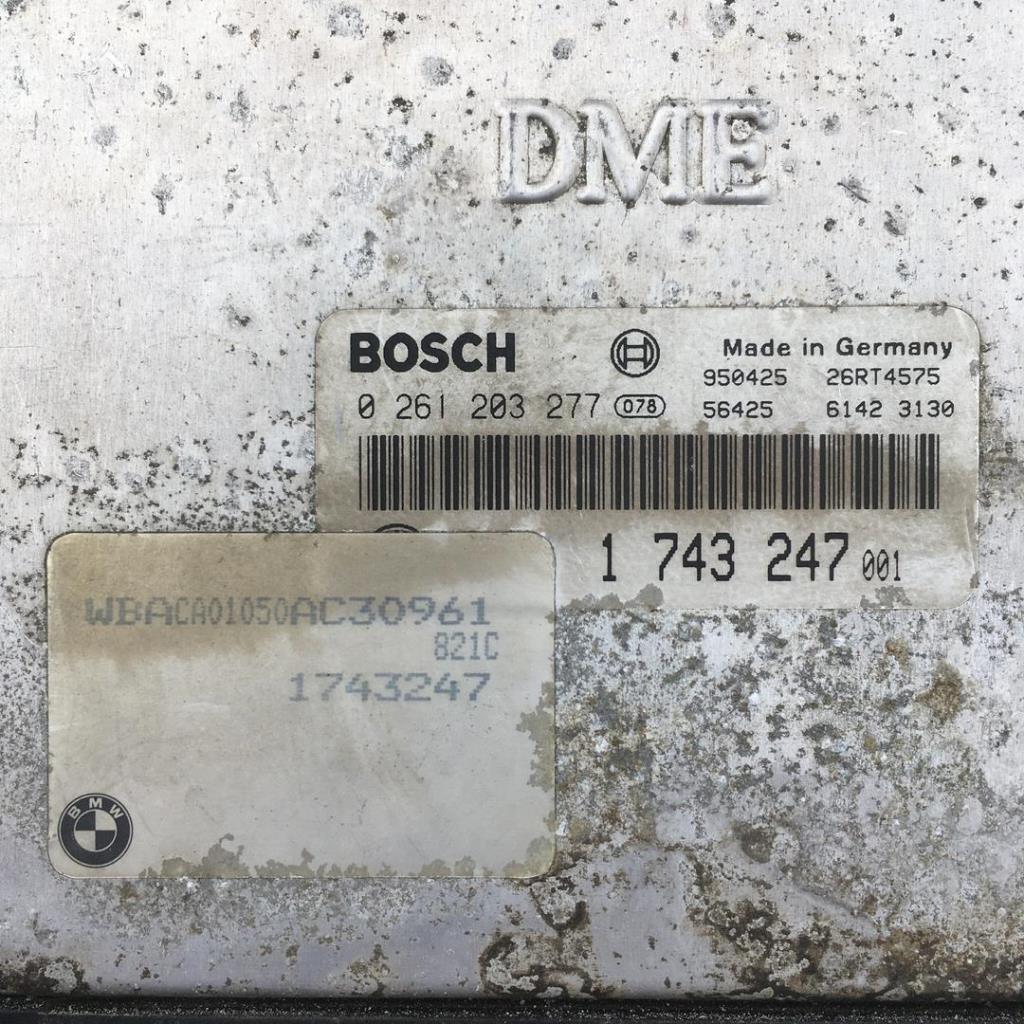 DME
BOSCH
Made in Germany
950425 26RT4575
0 261 203 277 078
56425 6142 3130
1 743 247 001
WBACA01050AC30961
821C
1743247
BMW